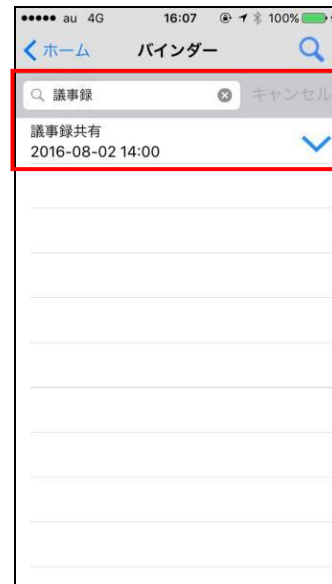 ●●●●● au 4G 16:07 100%
ホーム バインダー
議事録 キャンセル
議事録共有
2016-08-02 14:00